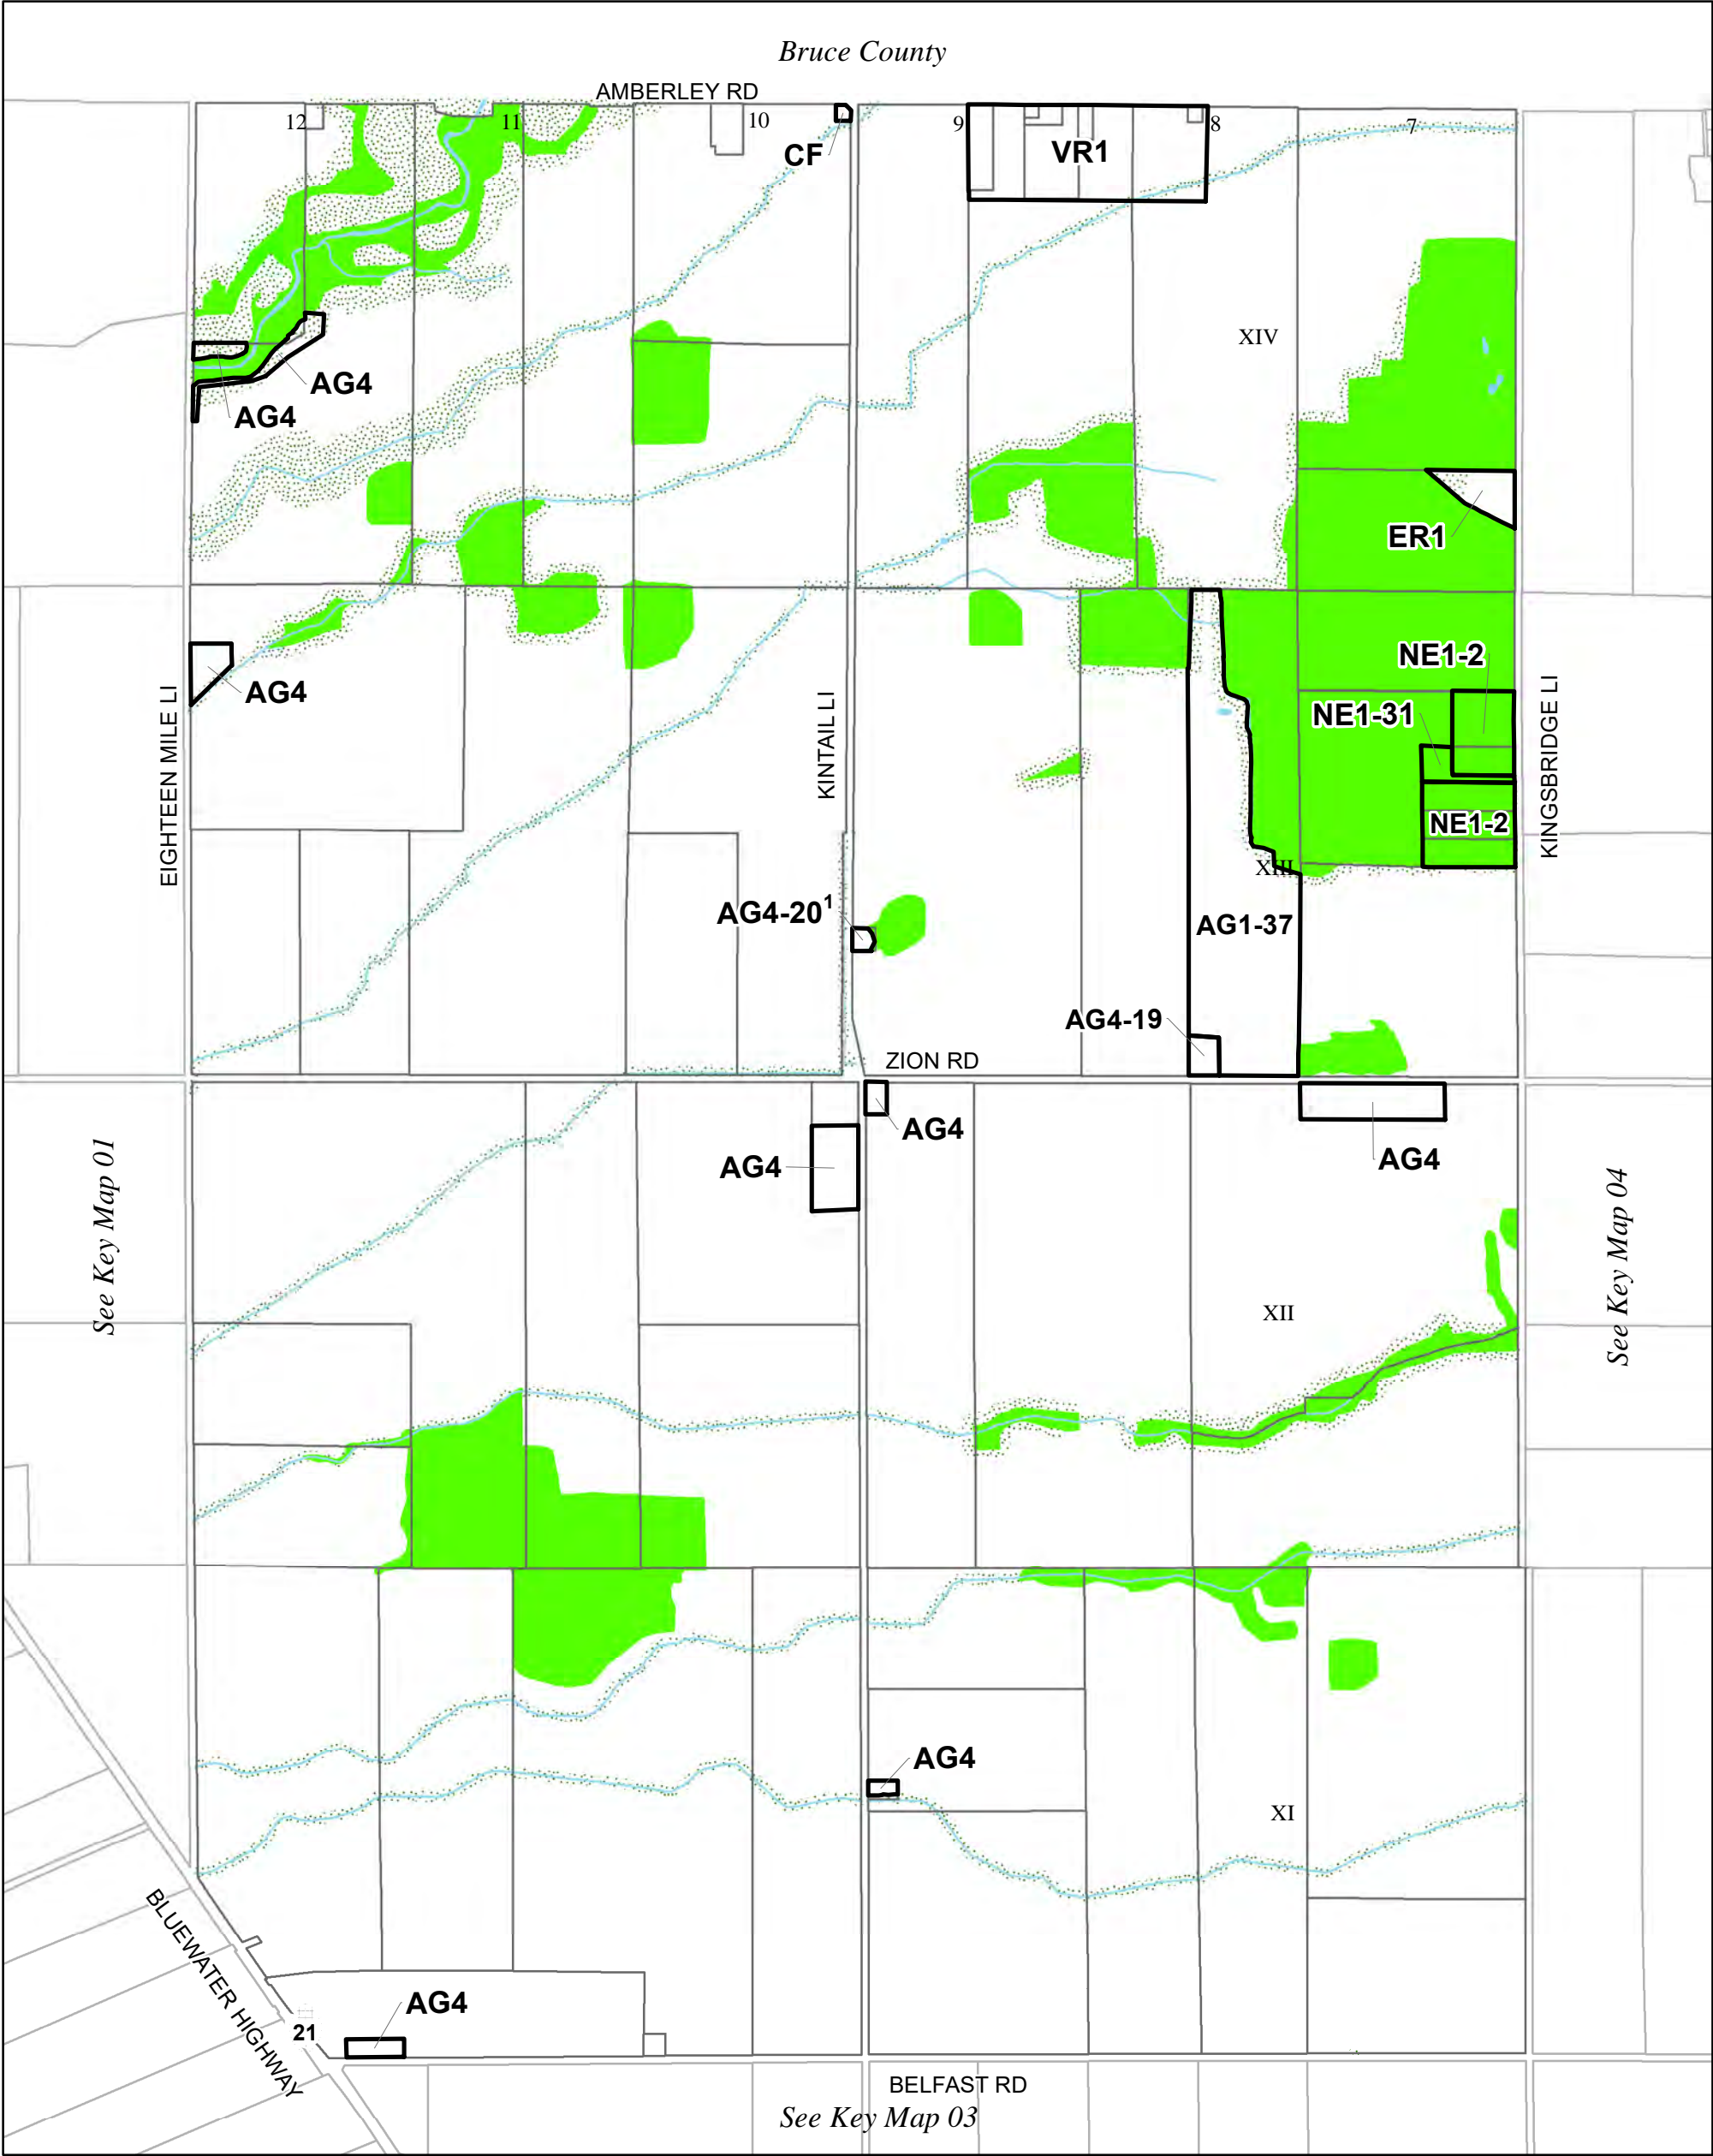 Bruce County
AMBERLEY RD
12
11
10
9
8
7
CF
VR1
XIV
AG4
AG4
ER1
NE1-2
AG4
NE1-31
EIGHTEEN MILE LI
KINTAIL LI
KINGSBRIDGE LI
NE1-2
XIII
AG4-20¹
AG1-37
AG4-19
ZION RD
AG4
AG4
AG4
See Key Map 01
See Key Map 04
XII
AG4
XI
BLUEWATER HIGHWAY
AG4
21
BELFAST RD
See Key Map 03